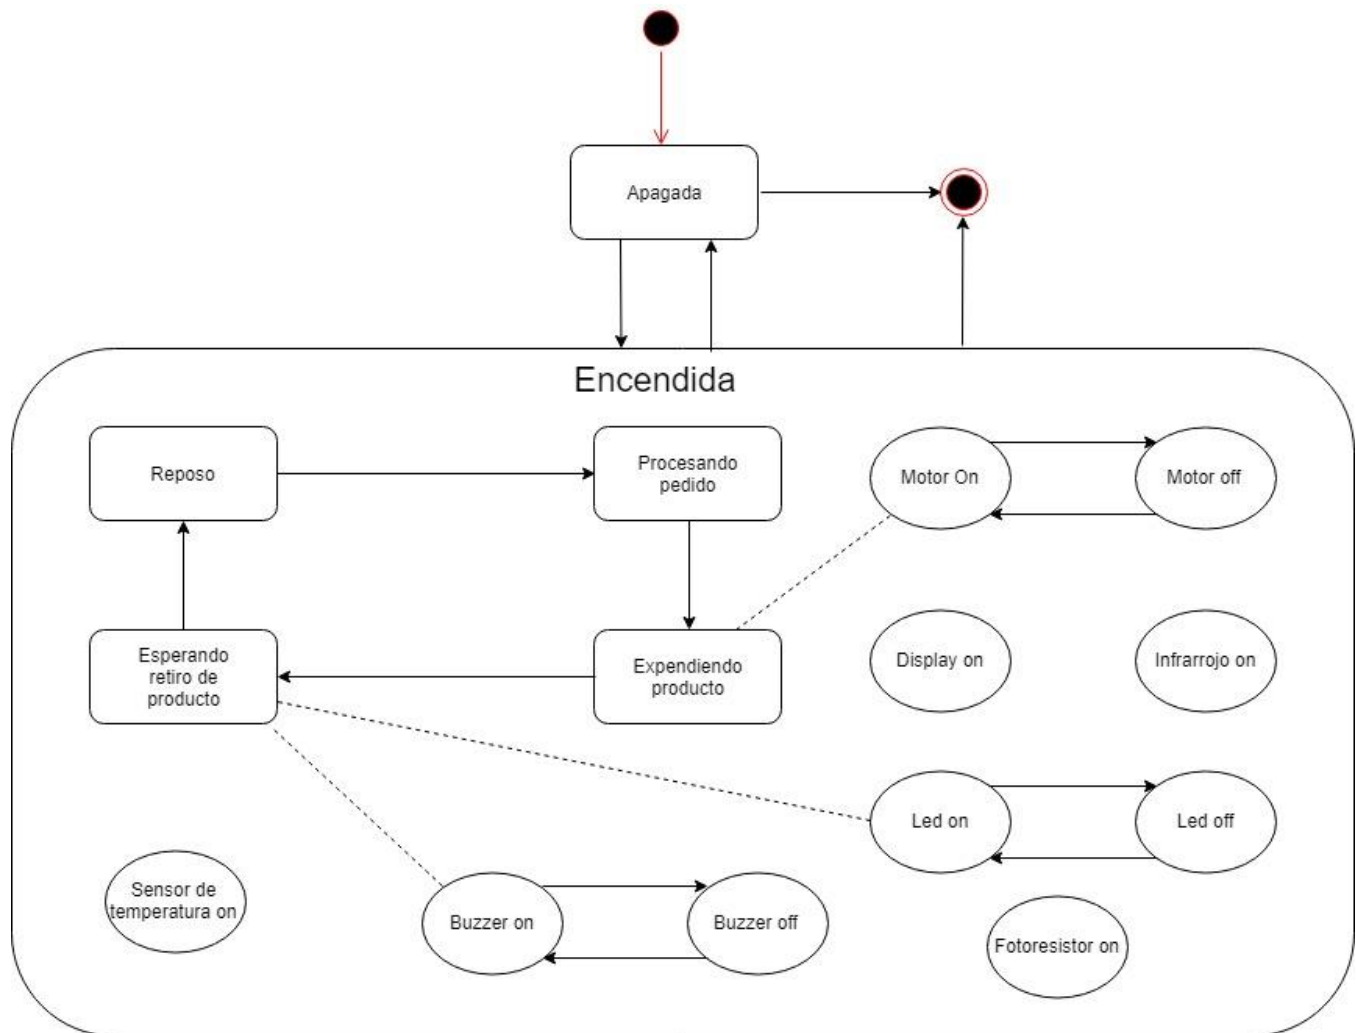 Apagada
Encendida
Reposo
Procesando
pedido
Motor On
Motor off
Esperando
retiro de
producto
Expendiendo
producto
Display on
Infrarrojo on
Led on
Led off
Sensor de
temperatura on
Buzzer on
Buzzer off
Fotoresistor on